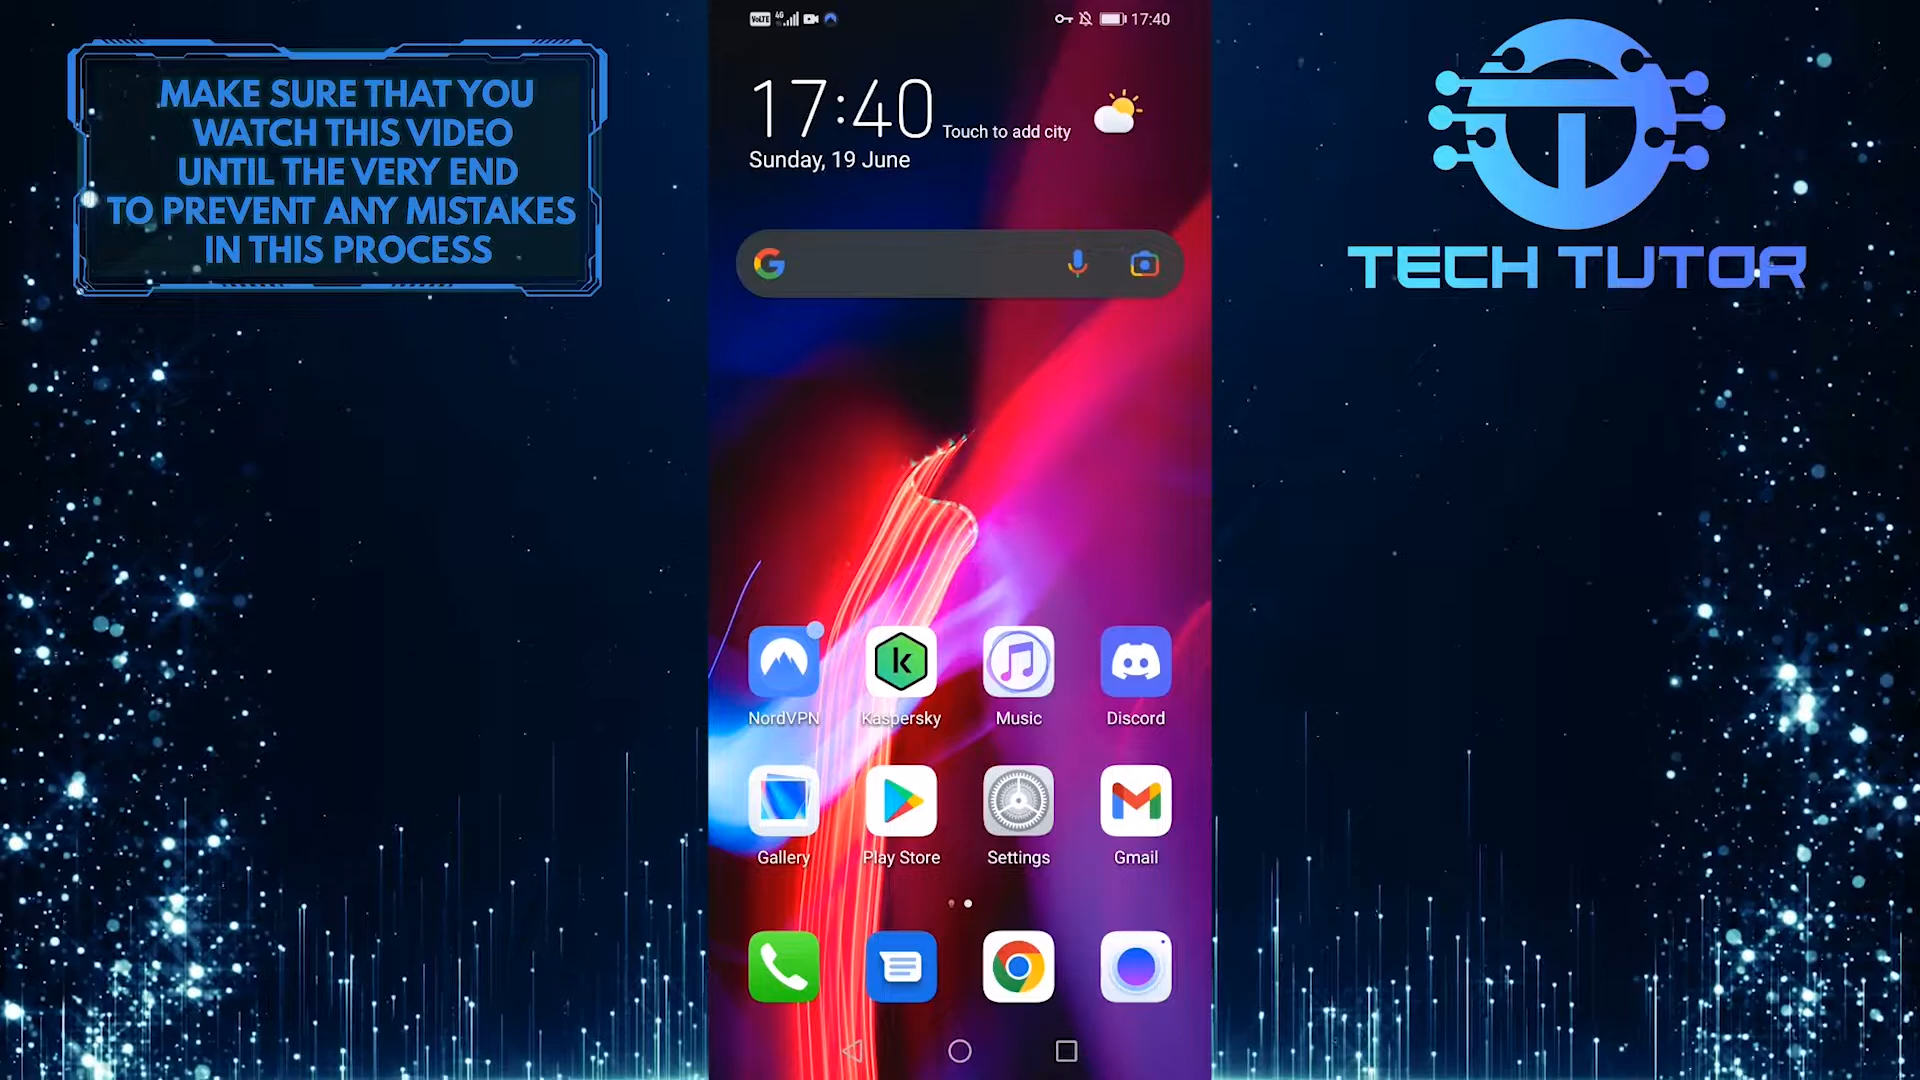 MAKE SURE THAT YOU
WATCH THIS VIDEO
UNTIL THE VERY END
TO PREVENT ANY MISTAKES
IN THIS PROCESS
VoLTE 4G 17:40
17:40 Touch to add city
Sunday, 19 June
NordVPN Kaspersky Music Discord
Gallery Play Store Settings Gmail
TECH TUTOR